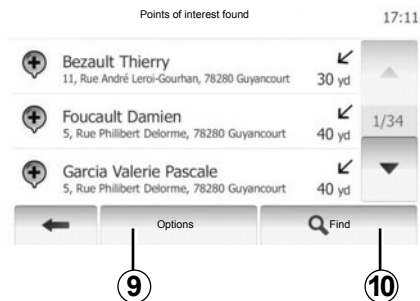 Points of interest found 17:11
Bezault Thierry
11, Rue André Leroi-Gourhan, 78280 Guyancourt 30 yd
Foucault Damien
5, Rue Philibert Delorme, 78280 Guyancourt 40 yd
1/34
Garcia Valerie Pascale
5, Rue Philibert Delorme, 78280 Guyancourt 40 yd
Options Find
9 10